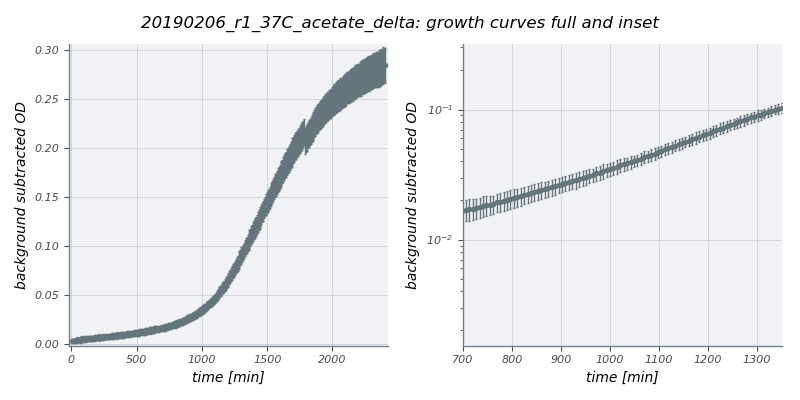 20190206_r1_37C_acetate_delta: growth curves full and inset
background subtracted OD
0.30
0.25
0.20
0.15
0.10
0.05
0.00
0 500 1000 1500 2000
time [min]
background subtracted OD
10⁻¹
10⁻²
700 800 900 1000 1100 1200 1300
time [min]